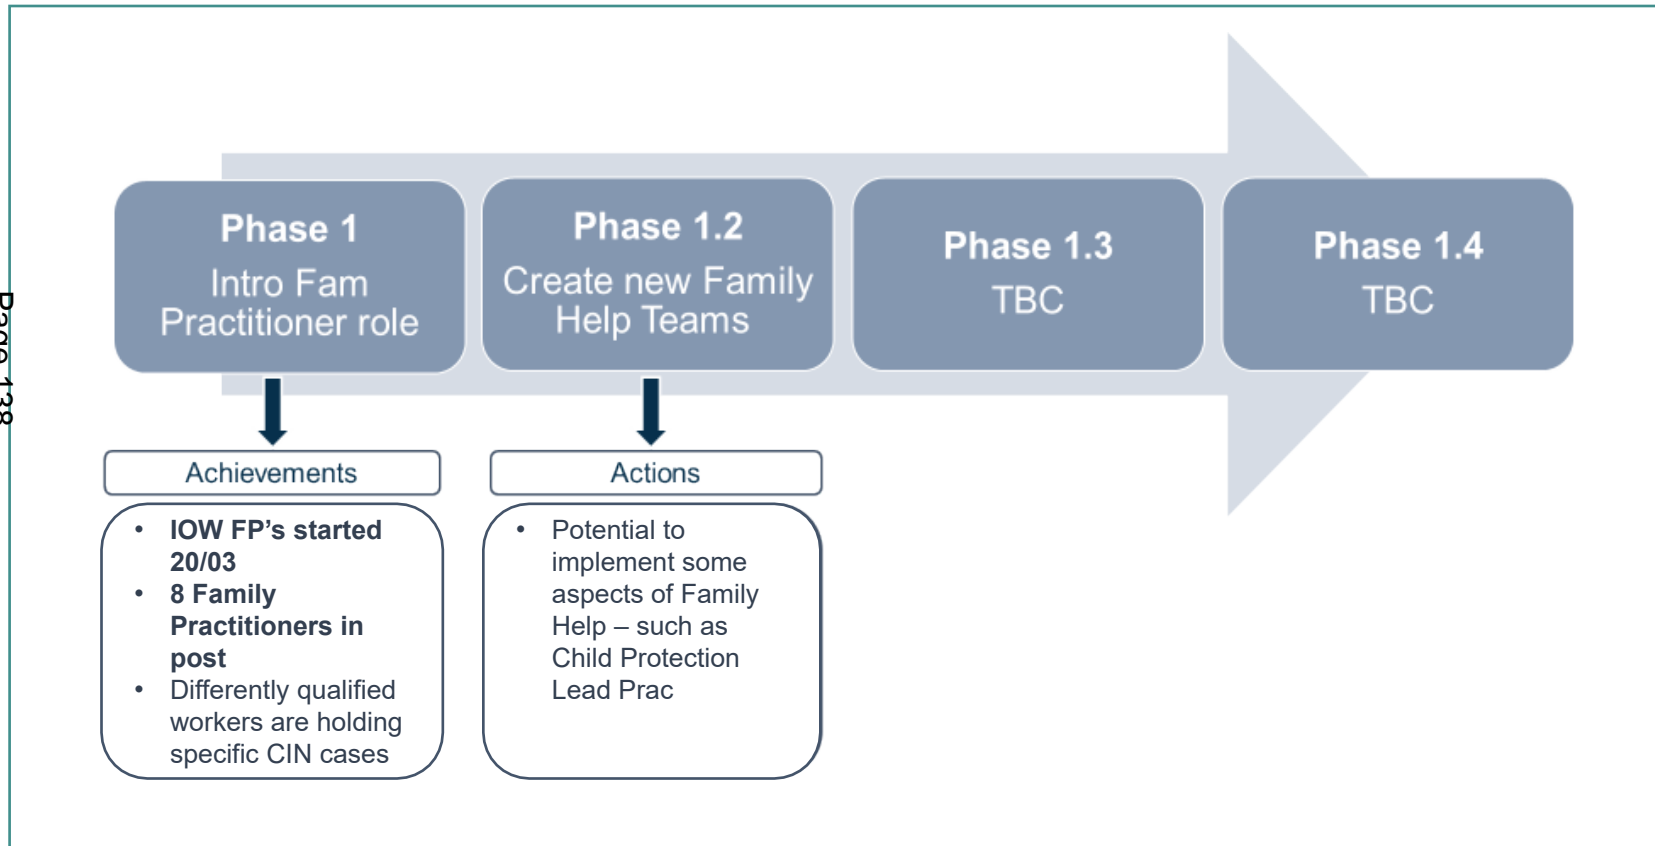 Phase 1
Intro Fam
Practitioner role
Phase 1.2
Create new Family
Help Teams
Phase 1.3
TBC
Phase 1.4
TBC
Page 138
Achievements
• IOW FP’s started
20/03
• 8 Family
Practitioners in
post
• Differently qualified
workers are holding
specific CIN cases
Actions
• Potential to
implement some
aspects of Family
Help – such as
Child Protection
Lead Prac